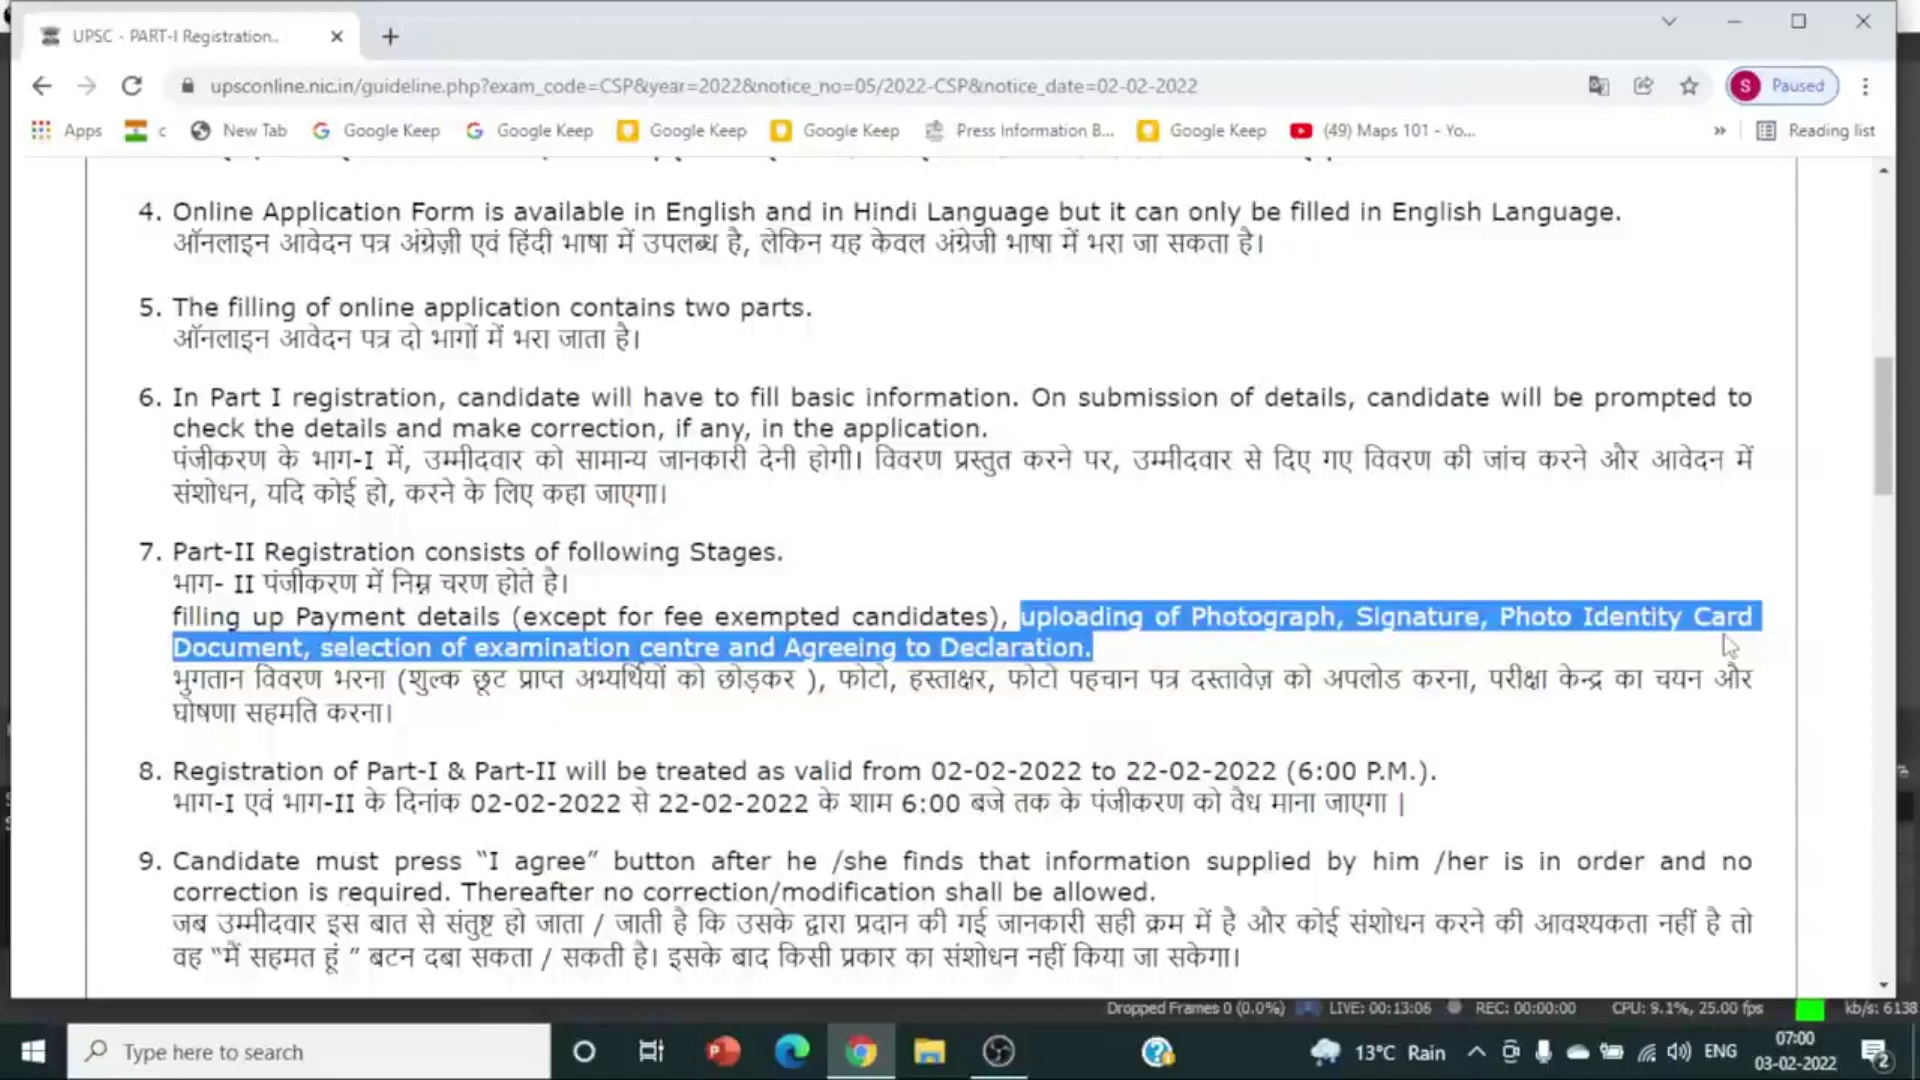 UPSC - PART-I Registration..
upsconline.nic.in/guideline.php?exam_code=CSP&year=2022&notice_no=05/2022-CSP&notice_date=02-02-2022
S Paused
Apps c New Tab Google Keep Google Keep Google Keep Google Keep Press Information B... Google Keep (49) Maps 101 - Yo... » Reading list
4. Online Application Form is available in English and in Hindi Language but it can only be filled in English Language.
ऑनलाइन आवेदन पत्र अंग्रेज़ी एवं हिंदी भाषा में उपलब्ध है, लेकिन यह केवल अंग्रेजी भाषा में भरा जा सकता है।
5. The filling of online application contains two parts.
ऑनलाइन आवेदन पत्र दो भागों में भरा जाता है।
6. In Part I registration, candidate will have to fill basic information. On submission of details, candidate will be prompted to
check the details and make correction, if any, in the application.
पंजीकरण के भाग-I में, उम्मीदवार को सामान्य जानकारी देनी होगी। विवरण प्रस्तुत करने पर, उम्मीदवार से दिए गए विवरण की जांच करने और आवेदन में
संशोधन, यदि कोई हो, करने के लिए कहा जाएगा।
7. Part-II Registration consists of following Stages.
भाग- II पंजीकरण में निम्न चरण होते है।
filling up Payment details (except for fee exempted candidates), uploading of Photograph, Signature, Photo Identity Card
Document, selection of examination centre and Agreeing to Declaration.
भुगतान विवरण भरना (शुल्क छूट प्राप्त अभ्यर्थियों को छोड़कर ), फोटो, हस्ताक्षर, फोटो पहचान पत्र दस्तावेज़ को अपलोड करना, परीक्षा केन्द्र का चयन और
घोषणा सहमति करना।
8. Registration of Part-I & Part-II will be treated as valid from 02-02-2022 to 22-02-2022 (6:00 P.M.).
भाग-I एवं भाग-II के दिनांक 02-02-2022 से 22-02-2022 के शाम 6:00 बजे तक के पंजीकरण को वैध माना जाएगा |
9. Candidate must press “I agree” button after he /she finds that information supplied by him /her is in order and no
correction is required. Thereafter no correction/modification shall be allowed.
जब उम्मीदवार इस बात से संतुष्ट हो जाता / जाती है कि उसके द्वारा प्रदान की गई जानकारी सही क्रम में है और कोई संशोधन करने की आवश्यकता नहीं है तो
वह “मैं सहमत हूं ” बटन दबा सकता / सकती है। इसके बाद किसी प्रकार का संशोधन नहीं किया जा सकेगा।
Dropped Frames 0 (0.0%) LIVE: 00:13:06 REC: 00:00:00 CPU: 9.1%, 25.00 fps kb/s: 6138
Type here to search 13°C Rain ENG 07:00
03-02-2022 2